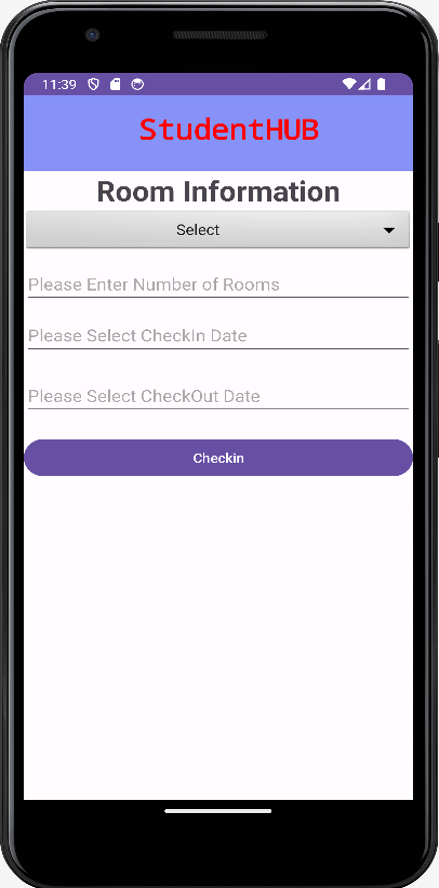 11:39
StudentHUB
Room Information
Select
Please Enter Number of Rooms
Please Select CheckIn Date
Please Select CheckOut Date
Checkin